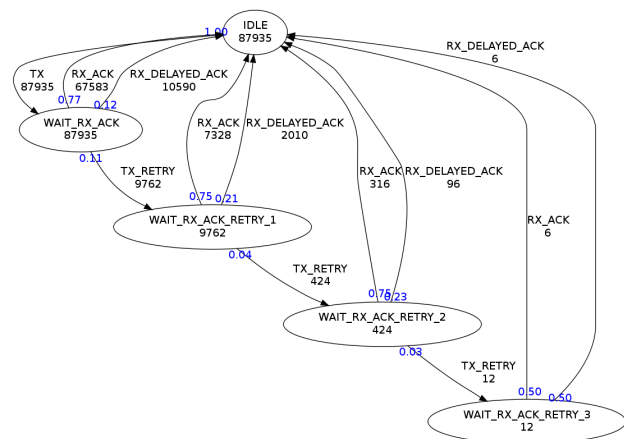 IDLE
87935
1.00
RX_DELAYED_ACK
6
TX
87935
RX_ACK
67583
RX_DELAYED_ACK
10590
0.77
0.12
WAIT_RX_ACK
87935
RX_ACK
7328
RX_DELAYED_ACK
2010
0.11
TX_RETRY
9762
RX_ACK
316
RX_DELAYED_ACK
96
0.75
0.21
WAIT_RX_ACK_RETRY_1
9762
RX_ACK
6
0.04
TX_RETRY
424
0.75
0.23
WAIT_RX_ACK_RETRY_2
424
0.03
TX_RETRY
12
0.50
0.50
WAIT_RX_ACK_RETRY_3
12